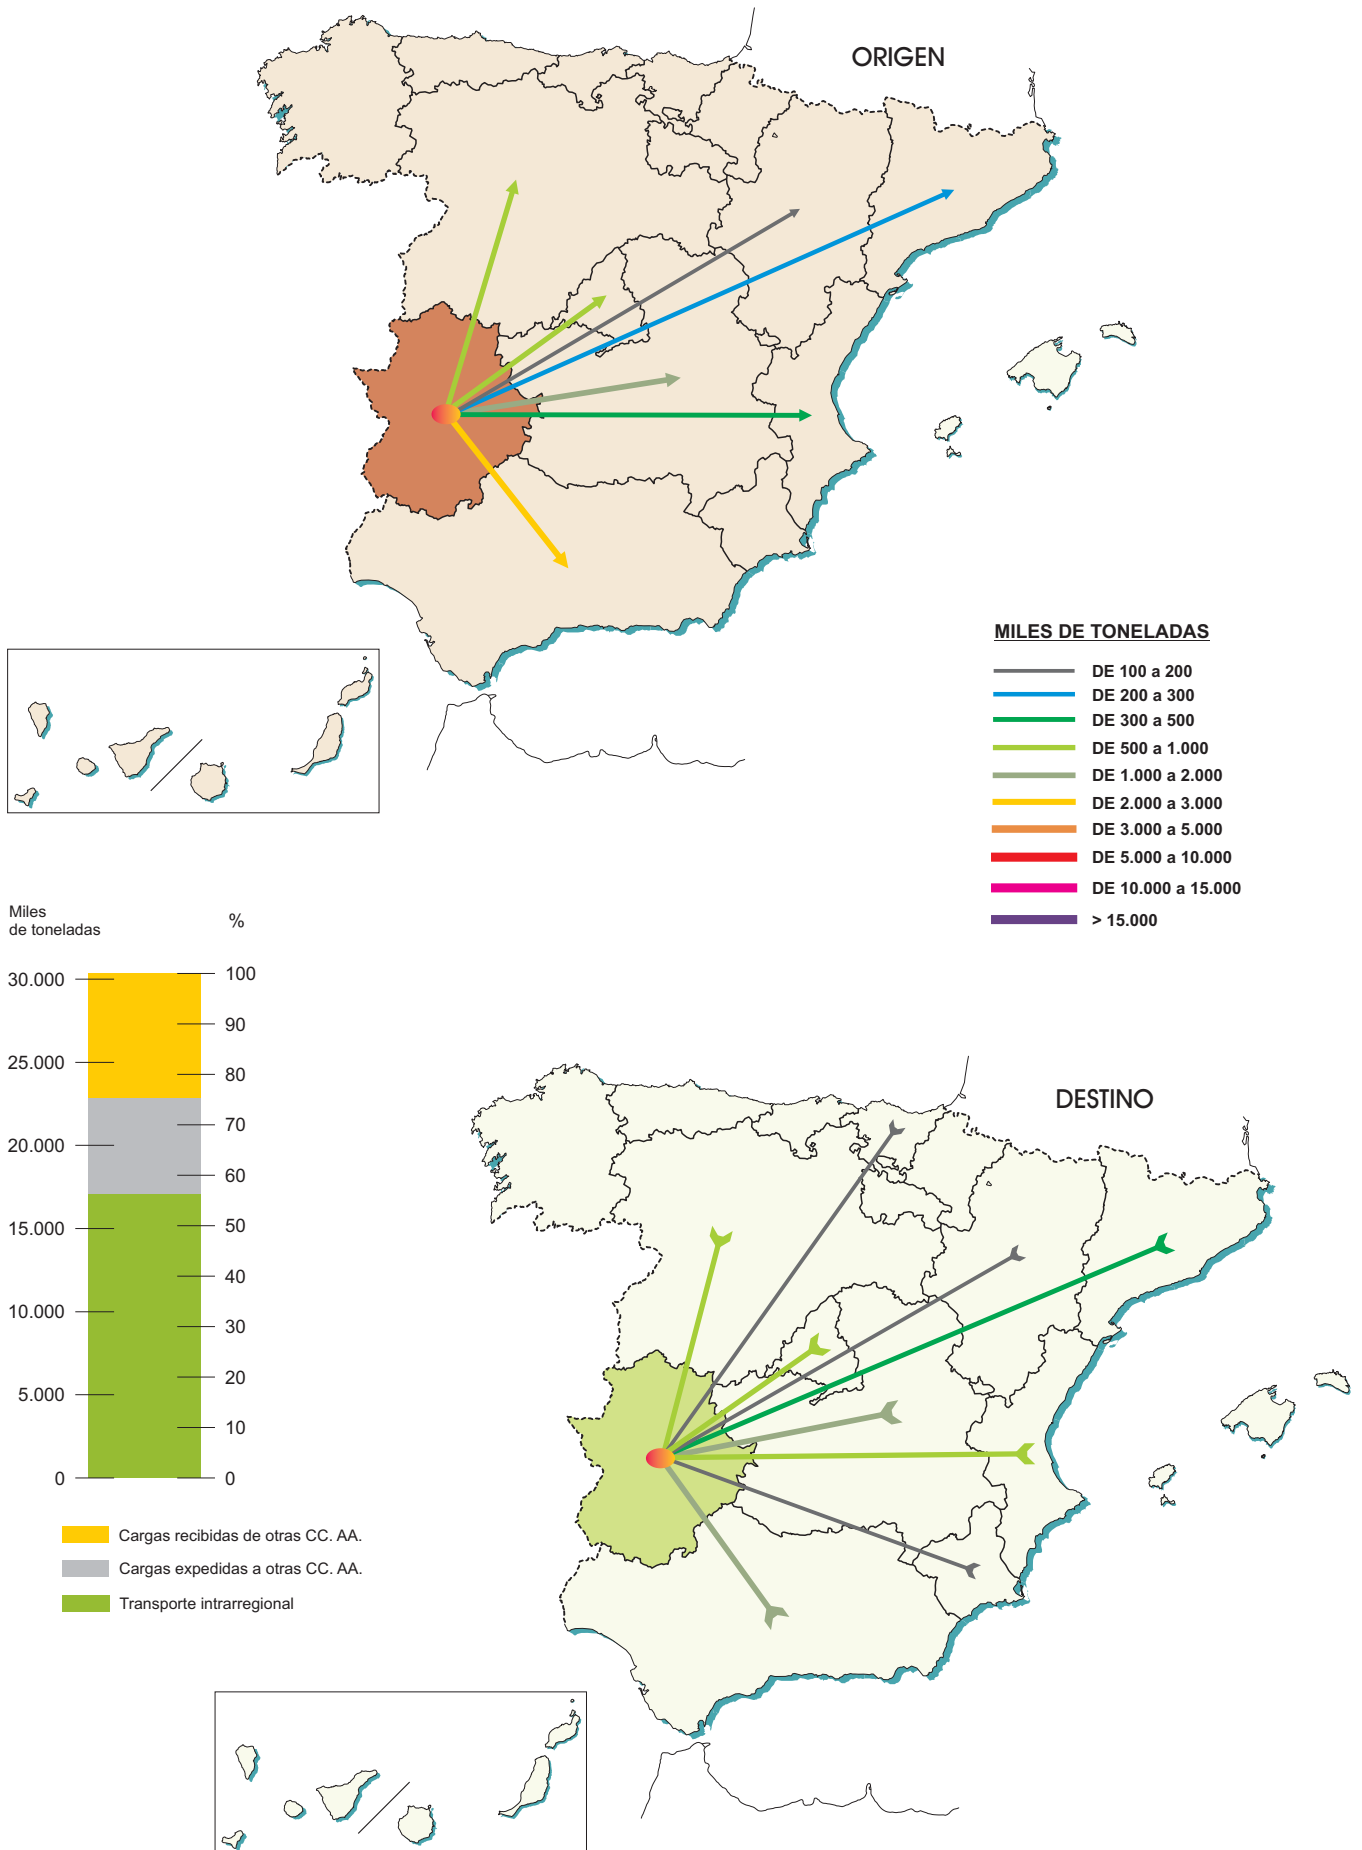 ORIGEN
MILES DE TONELADAS
DE 100 a 200
DE 200 a 300
DE 300 a 500
DE 500 a 1.000
DE 1.000 a 2.000
DE 2.000 a 3.000
DE 3.000 a 5.000
DE 5.000 a 10.000
DE 10.000 a 15.000
> 15.000
Miles
de toneladas
%
30.000
25.000
20.000
15.000
10.000
5.000
0
100
90
80
70
60
50
40
30
20
10
0
Cargas recibidas de otras CC. AA.
Cargas expedidas a otras CC. AA.
Transporte intrarregional
DESTINO